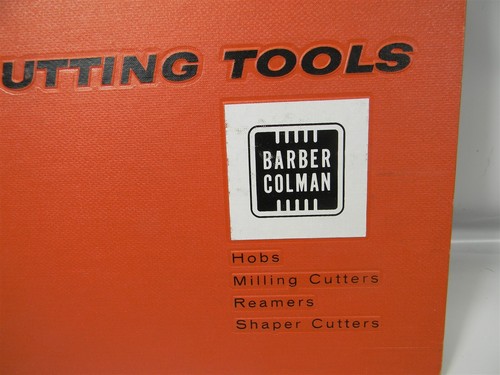 UTTING TOOLS
BARBER
COLMAN
Hobs
Milling Cutters
Reamers
Shaper Cutters